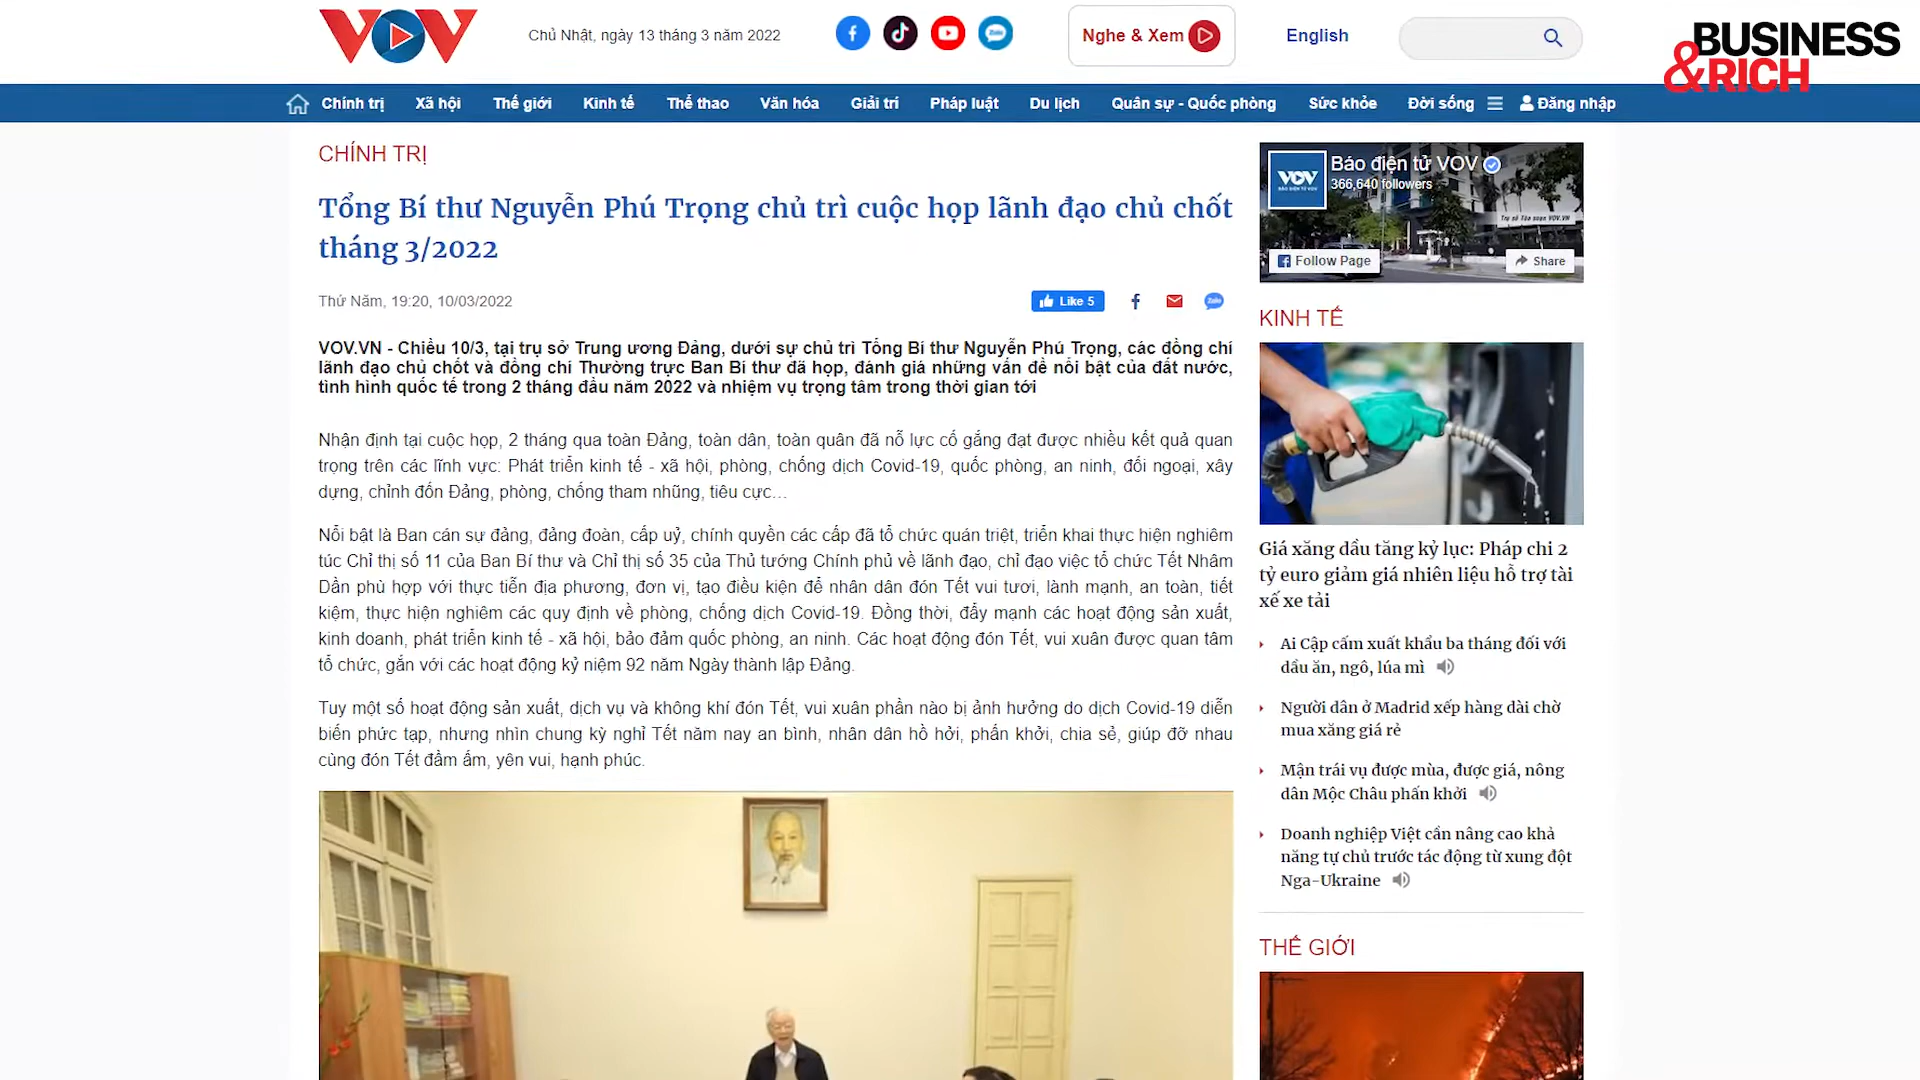 VOV
Chủ Nhật, ngày 13 tháng 3 năm 2022
Zalo
Nghe & Xem
English
BUSINESS
&RICH
Chính trị
Xã hội
Thế giới
Kinh tế
Thể thao
Văn hóa
Giải trí
Pháp luật
Du lịch
Quân sự - Quốc phòng
Sức khỏe
Đời sống
Đăng nhập
CHÍNH TRỊ
Tổng Bí thư Nguyễn Phú Trọng chủ trì cuộc họp lãnh đạo chủ chốt
tháng 3/2022
Thứ Năm, 19:20, 10/03/2022
Like 5
Zalo
VOV.VN - Chiều 10/3, tại trụ sở Trung ương Đảng, dưới sự chủ trì Tổng Bí thư Nguyễn Phú Trọng, các đồng chí
lãnh đạo chủ chốt và đồng chí Thường trực Ban Bí thư đã họp, đánh giá những vấn đề nổi bật của đất nước,
tình hình quốc tế trong 2 tháng đầu năm 2022 và nhiệm vụ trọng tâm trong thời gian tới
Nhận định tại cuộc họp, 2 tháng qua toàn Đảng, toàn dân, toàn quân đã nỗ lực cố gắng đạt được nhiều kết quả quan
trọng trên các lĩnh vực: Phát triển kinh tế - xã hội, phòng, chống dịch Covid-19, quốc phòng, an ninh, đối ngoại, xây
dựng, chỉnh đốn Đảng, phòng, chống tham nhũng, tiêu cực...
Nổi bật là Ban cán sự đảng, đảng đoàn, cấp uỷ, chính quyền các cấp đã tổ chức quán triệt, triển khai thực hiện nghiêm
túc Chỉ thị số 11 của Ban Bí thư và Chỉ thị số 35 của Thủ tướng Chính phủ về lãnh đạo, chỉ đạo việc tổ chức Tết Nhâm
Dần phù hợp với thực tiễn địa phương, đơn vị, tạo điều kiện để nhân dân đón Tết vui tươi, lành mạnh, an toàn, tiết
kiệm, thực hiện nghiêm các quy định về phòng, chống dịch Covid-19. Đồng thời, đẩy mạnh các hoạt động sản xuất,
kinh doanh, phát triển kinh tế - xã hội, bảo đảm quốc phòng, an ninh. Các hoạt động đón Tết, vui xuân được quan tâm
tổ chức, gắn với các hoạt động kỷ niệm 92 năm Ngày thành lập Đảng.
Tuy một số hoạt động sản xuất, dịch vụ và không khí đón Tết, vui xuân phần nào bị ảnh hưởng do dịch Covid-19 diễn
biến phức tạp, nhưng nhìn chung kỳ nghỉ Tết năm nay an bình, nhân dân hồ hởi, phấn khởi, chia sẻ, giúp đỡ nhau
cùng đón Tết đầm ấm, yên vui, hạnh phúc.
VOV
BÁO ĐIỆN TỬ VOV
Báo điện tử VOV
366,640 followers
Trụ sở Tòa soạn VOV.VN
Follow Page
Share
KINH TẾ
Giá xăng dầu tăng kỷ lục: Pháp chi 2
tỷ euro giảm giá nhiên liệu hỗ trợ tài
xế xe tải
Ai Cập cấm xuất khẩu ba tháng đối với
dầu ăn, ngô, lúa mì
Người dân ở Madrid xếp hàng dài chờ
mua xăng giá rẻ
Mận trái vụ được mùa, được giá, nông
dân Mộc Châu phấn khởi
Doanh nghiệp Việt cần nâng cao khả
năng tự chủ trước tác động từ xung đột
Nga-Ukraine
THẾ GIỚI